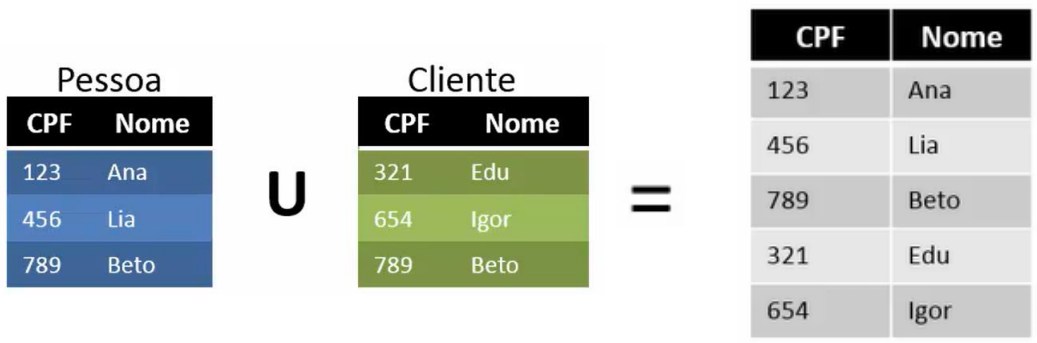 Pessoa
CPF Nome
123 Ana
456 Lia
789 Beto
U
Cliente
CPF Nome
321 Edu
654 Igor
789 Beto
=
CPF Nome
123 Ana
456 Lia
789 Beto
321 Edu
654 Igor